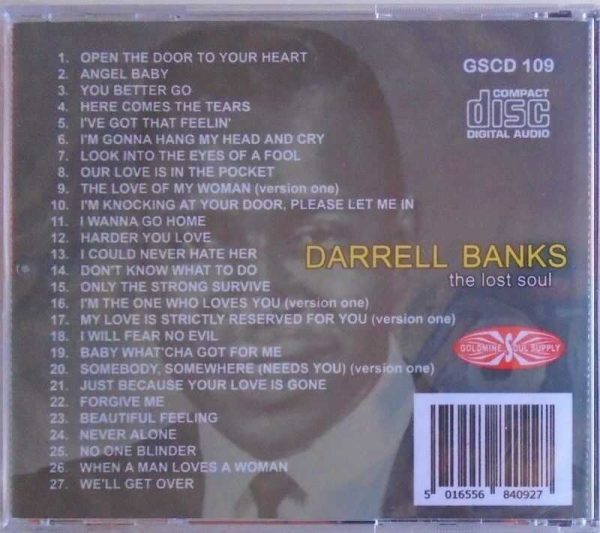 1. OPEN THE DOOR TO YOUR HEART
2. ANGEL BABY
3. YOU BETTER GO
4. HERE COMES THE TEARS
5. I'VE GOT THAT FEELIN'
6. I'M GONNA HANG MY HEAD AND CRY
7. LOOK INTO THE EYES OF A FOOL
8. OUR LOVE IS IN THE POCKET
9. THE LOVE OF MY WOMAN (version one)
10. I'M KNOCKING AT YOUR DOOR, PLEASE LET ME IN
11. I WANNA GO HOME
12. HARDER YOU LOVE
13. I COULD NEVER HATE HER
14. DON'T KNOW WHAT TO DO
15. ONLY THE STRONG SURVIVE
16. I'M THE ONE WHO LOVES YOU (version one)
17. MY LOVE IS STRICTLY RESERVED FOR YOU (version one)
18. I WILL FEAR NO EVIL
19. BABY WHAT'CHA GOT FOR ME
20. SOMEBODY, SOMEWHERE (NEEDS YOU) (version one)
21. JUST BECAUSE YOUR LOVE IS GONE
22. FORGIVE ME
23. BEAUTIFUL FEELING
24. NEVER ALONE
25. NO ONE BLINDER
26. WHEN A MAN LOVES A WOMAN
27. WE'LL GET OVER
GSCD 109
COMPACT
disc
DIGITAL AUDIO
DARRELL BANKS
the lost soul
GOLDMINE SOUL SUPPLY
5 016556 840927